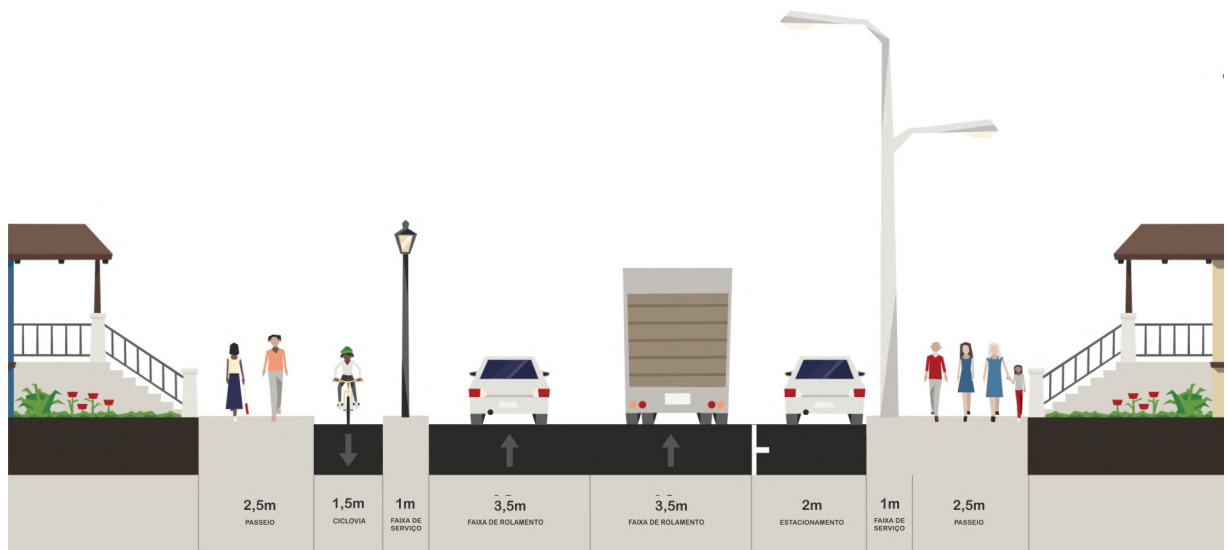 2,5m
PASSEIO
1,5m
CICLOVIA
1m
FAIXA DE
SERVIÇO
3,5m
FAIXA DE ROLAMENTO
3,5m
FAIXA DE ROLAMENTO
2m
ESTACIONAMENTO
1m
FAIXA DE
SERVIÇO
2,5m
PASSEIO